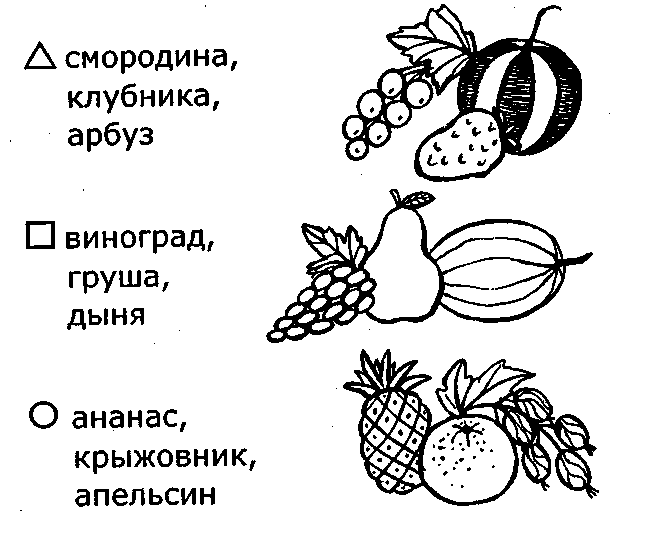 △ смородина,
клубника,
арбуз
□ виноград,
груша,
дыня
○ ананас,
крыжовник,
апельсин